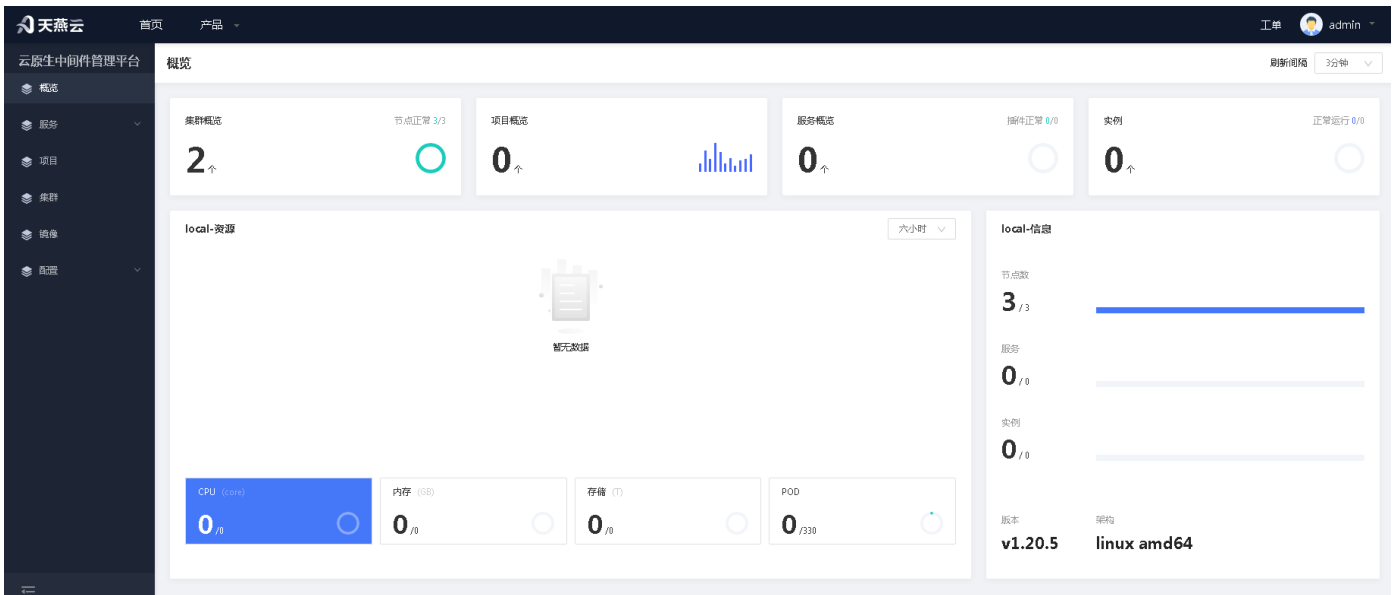 天燕云
首页
产品
工单
admin
云原生中间件管理平台
概览
服务
项目
集群
镜像
配置
概览
刷新间隔
3分钟
集群概览
节点正常 3/3
2个
项目概览
0个
服务概览
插件正常 0/0
0个
实例
正常运行 0/0
0个
local-资源
六小时
暂无数据
CPU (core)
0/0
内存 (GB)
0/0
存储 (T)
0/0
POD
0/330
local-信息
节点数
3/3
服务
0/0
实例
0/0
版本
v1.20.5
架构
linux amd64